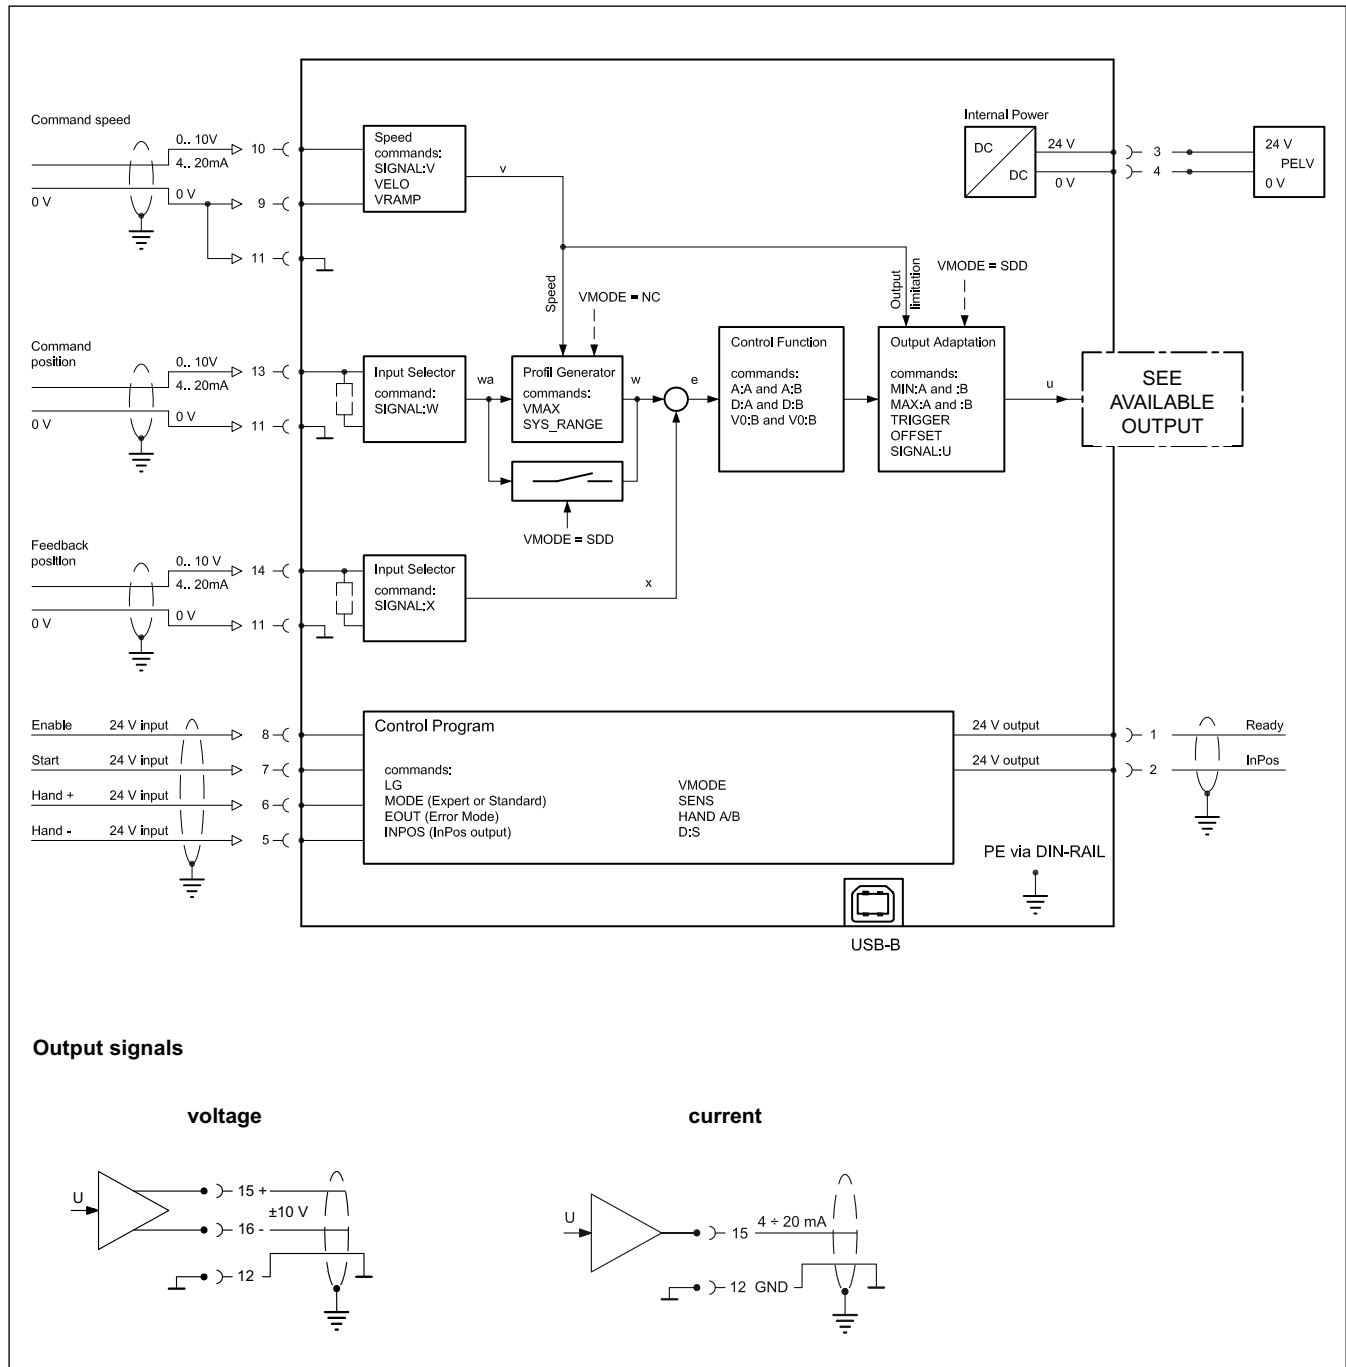 Command speed
0.. 10V
4.. 20mA
10
0 V
0 V
9
11
Speed
commands:
SIGNAL:V
VELO
VRAMP
v
Internal Power
DC
DC
24 V
0 V
3
4
24 V
PELV
0 V
Speed
VMODE = NC
Output
limitation
VMODE = SDD
Command
position
0.. 10V
4.. 20mA
13
0 V
0 V
11
Input Selector
command:
SIGNAL:W
wa
Profil Generator
commands:
VMAX
SYS_RANGE
w
e
Control Function
commands:
A:A and A:B
D:A and D:B
V0:B and V0:B
Output Adaptation
commands:
MIN:A and :B
MAX:A and :B
TRIGGER
OFFSET
SIGNAL:U
u
SEE
AVAILABLE
OUTPUT
VMODE = SDD
Feedback
position
0.. 10 V
4.. 20mA
14
0 V
0 V
11
Input Selector
command:
SIGNAL:X
x
Enable 24 V input 8
Start 24 V input 7
Hand + 24 V input 6
Hand - 24 V input 5
Control Program
commands:
LG
MODE (Expert or Standard)
EOUT (Error Mode)
INPOS (InPos output)
VMODE
SENS
HAND A/B
D:S
24 V output 1 Ready
24 V output 2 InPos
PE via DIN-RAIL
USB-B
Output signals
voltage
U
15 +
±10 V
16 -
12
current
U
15 4 ÷ 20 mA
12 GND